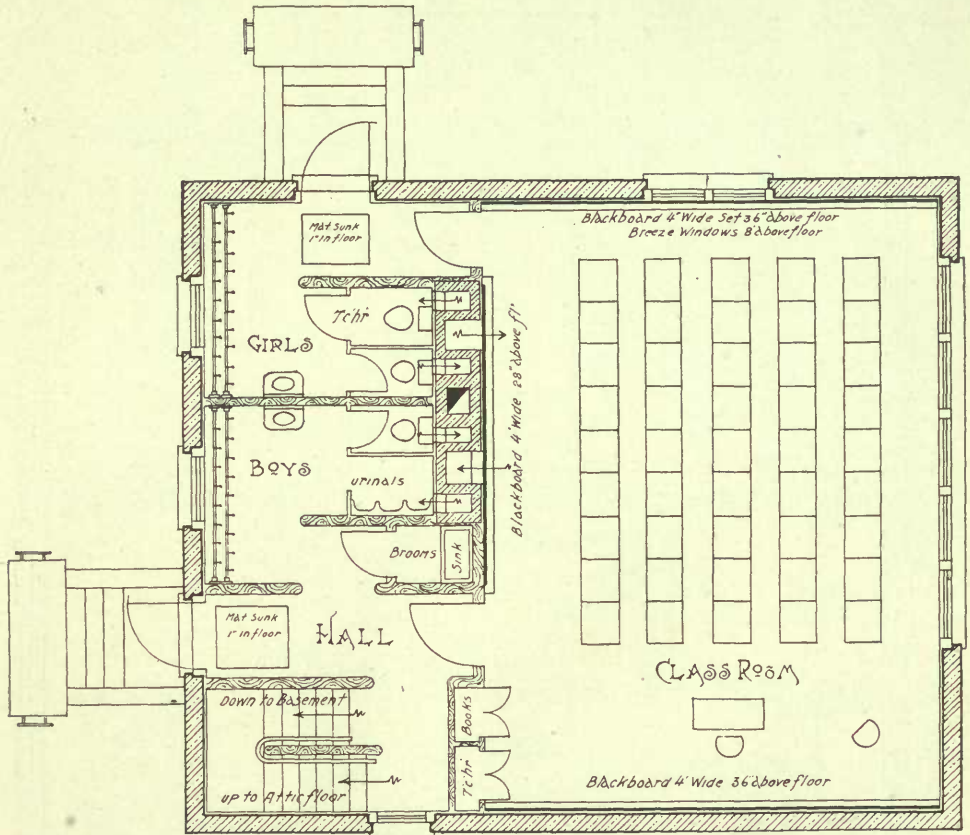 Blackboard 4" Wide Set 36" above floor
Breeze Windows 8' above floor
Mat Sunk
1" in floor
Tchr
GIRLS
BOYS
urinals
Blackboard 4' Wide 28" above fl'
Brooms
Sink
Mat Sunk
1" in floor
HALL
CLASS ROOM
Down to Basement
Books
Tchr
up to Attic floor
Blackboard 4' Wide 36" above floor